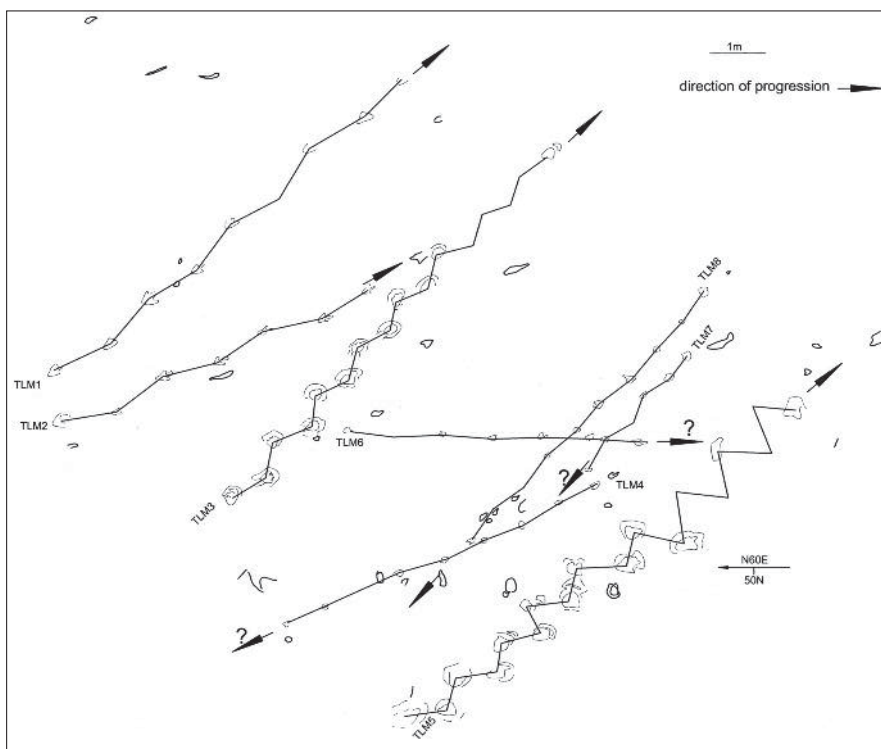 1m
direction of progression
TLM8
TLM7
TLM1
TLM2
TLM6
?
?
TLM4
TLM3
N60E
50N
?
TLM5